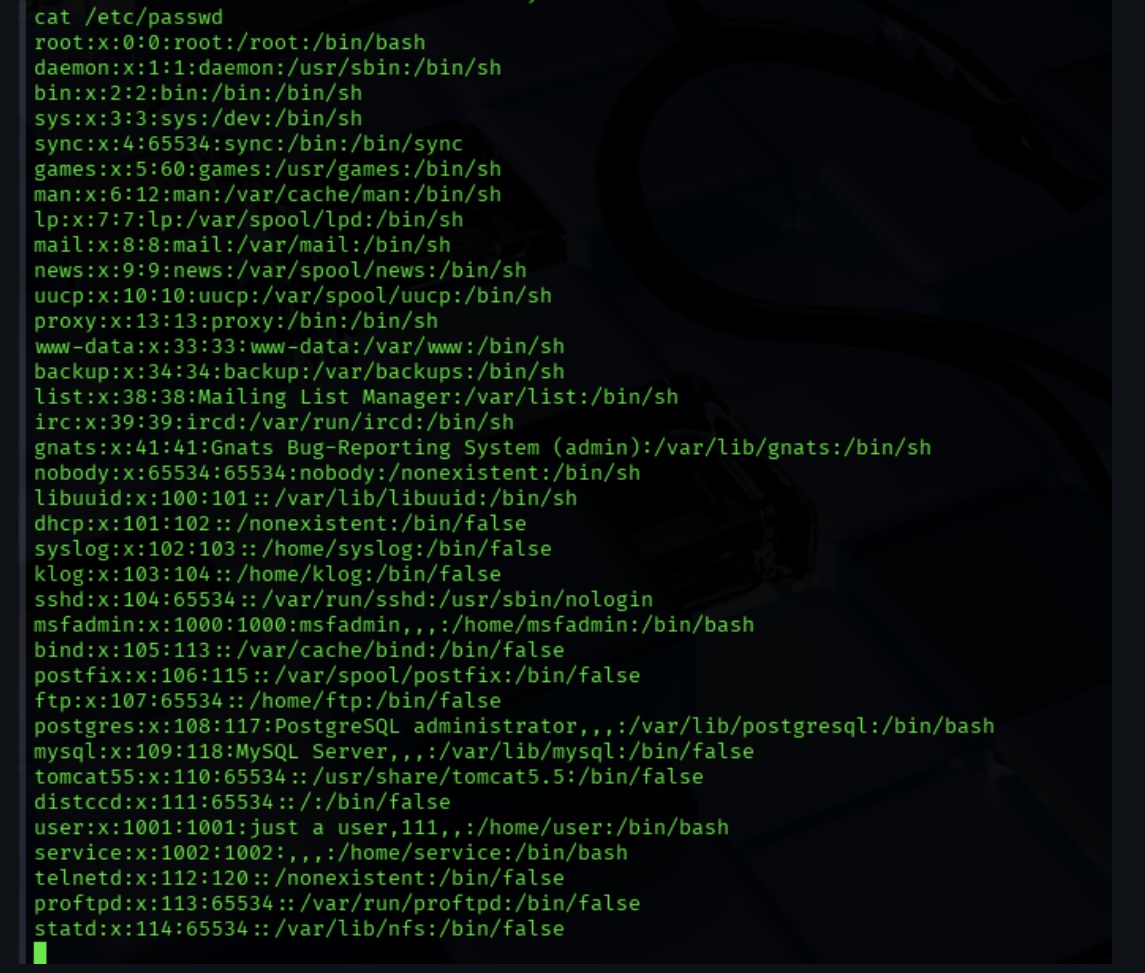 cat /etc/passwd
root:x:0:0:root:/root:/bin/bash
daemon:x:1:1:daemon:/usr/sbin:/bin/sh
bin:x:2:2:bin:/bin:/bin/sh
sys:x:3:3:sys:/dev:/bin/sh
sync:x:4:65534:sync:/bin:/bin/sync
games:x:5:60:games:/usr/games:/bin/sh
man:x:6:12:man:/var/cache/man:/bin/sh
lp:x:7:7:lp:/var/spool/lpd:/bin/sh
mail:x:8:8:mail:/var/mail:/bin/sh
news:x:9:9:news:/var/spool/news:/bin/sh
uucp:x:10:10:uucp:/var/spool/uucp:/bin/sh
proxy:x:13:13:proxy:/bin:/bin/sh
www-data:x:33:33:www-data:/var/www:/bin/sh
backup:x:34:34:backup:/var/backups:/bin/sh
list:x:38:38:Mailing List Manager:/var/list:/bin/sh
irc:x:39:39:ircd:/var/run/ircd:/bin/sh
gnats:x:41:41:Gnats Bug-Reporting System (admin):/var/lib/gnats:/bin/sh
nobody:x:65534:65534:nobody:/nonexistent:/bin/sh
libuuid:x:100:101::/var/lib/libuuid:/bin/sh
dhcp:x:101:102::/nonexistent:/bin/false
syslog:x:102:103::/home/syslog:/bin/false
klog:x:103:104::/home/klog:/bin/false
sshd:x:104:65534::/var/run/sshd:/usr/sbin/nologin
msfadmin:x:1000:1000:msfadmin,,,:/home/msfadmin:/bin/bash
bind:x:105:113::/var/cache/bind:/bin/false
postfix:x:106:115::/var/spool/postfix:/bin/false
ftp:x:107:65534::/home/ftp:/bin/false
postgres:x:108:117:PostgreSQL administrator,,,:/var/lib/postgresql:/bin/bash
mysql:x:109:118:MySQL Server,,,:/var/lib/mysql:/bin/false
tomcat55:x:110:65534::/usr/share/tomcat5.5:/bin/false
distccd:x:111:65534::/:/bin/false
user:x:1001:1001:just a user,111,,:/home/user:/bin/bash
service:x:1002:1002:,,,:/home/service:/bin/bash
telnetd:x:112:120::/nonexistent:/bin/false
proftpd:x:113:65534::/var/run/proftpd:/bin/false
statd:x:114:65534::/var/lib/nfs:/bin/false